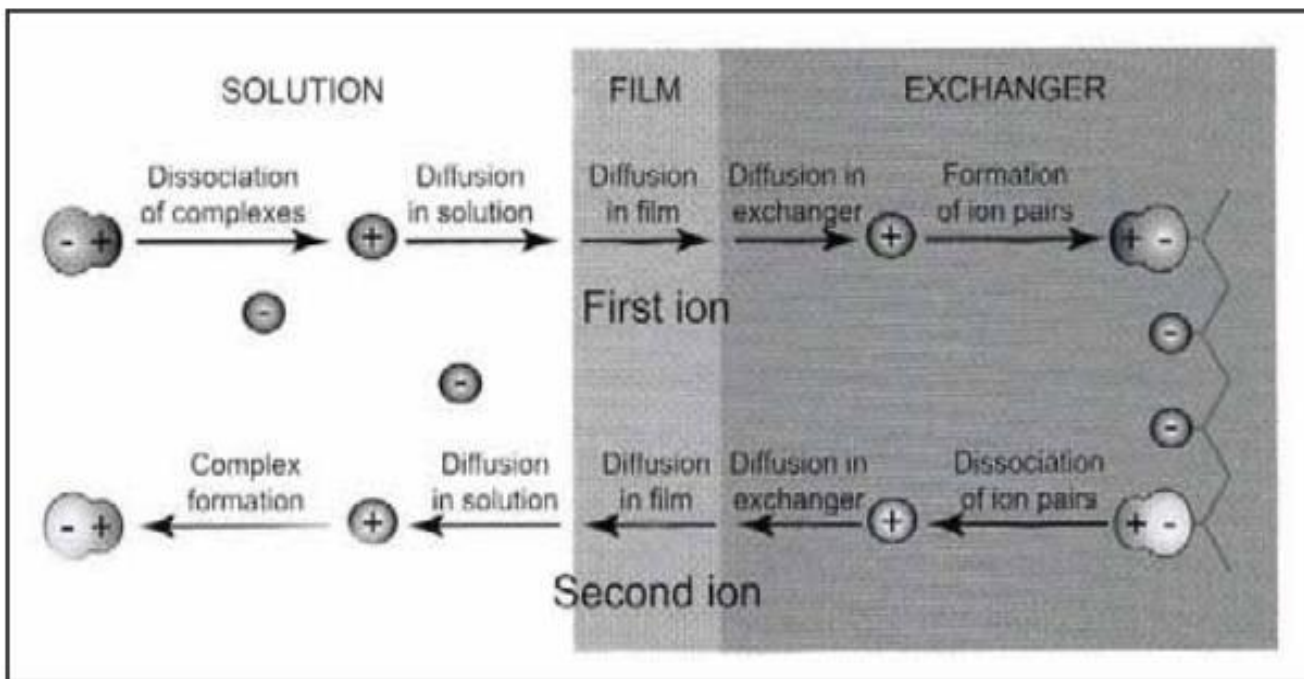 SOLUTION
FILM
EXCHANGER
Dissociation
of complexes
Diffusion
in solution
Diffusion
in film
Diffusion in
exchanger
Formation
of ion pairs
- +
+
+
+ -
-
First ion
-
-
-
Complex
formation
Diffusion
in solution
Diffusion
in film
Diffusion in
exchanger
Dissociation
of ion pairs
- +
+
+
+ -
Second ion